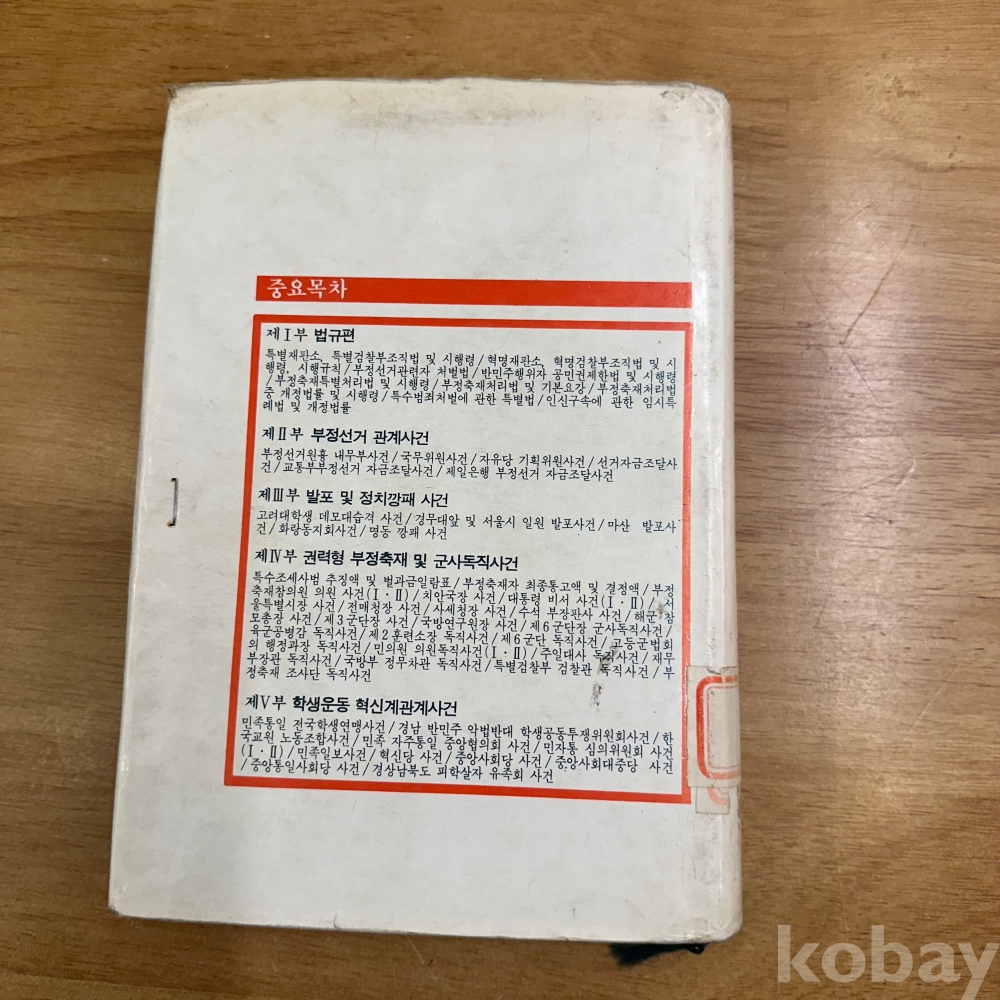 중요목차
제Ⅰ부 법규편
특별재판소, 특별검찰부조직법 및 시행령/혁명재판소, 혁명검찰부조직법 및 시
행령, 시행규칙/부정선거관련자 처벌법/반민주행위자 공민권제한법 및 시행령
/부정축재특별처리법 및 시행령/부정축재처리법 및 기본요강/부정축재처리법
중 개정법률 및 시행령/특수범죄처벌에 관한 특별법/인신구속에 관한 임시특
례법 및 개정법률
제Ⅱ부 부정선거 관계사건
부정선거원흉 내무부사건/국무위원사건/자유당 기획위원사건/선거자금조달사
건/교통부부정선거 자금조달사건/제일은행 부정선거 자금조달사건
제Ⅲ부 발포 및 정치깡패 사건
고려대학생 데모대습격 사건/경무대앞 및 서울시 일원 발포사건/마산 발포사
건/화랑동지회사건/명동 깡패 사건
제Ⅳ부 권력형 부정축재 및 군사독직사건
특수조세사범 추징액 및 벌과금일람표/부정축재자 최종통고액 및 결정액/부정
축재참의원 의원 사건(Ⅰ·Ⅱ)/치안국장 사건/대통령 비서 사건(Ⅰ·Ⅱ)/서
울특별시장 사건/전매청장 사건/사세청장 사건/수석 부장판사 사건/해군 참
모총장 사건/제3군단장 사건/국방연구원장 사건/제6군단장 군사독직사건/
육군공병감 독직사건/제2훈련소장 독직사건/제6군단 독직사건/고등군법회
의 행정과장 독직사건/민의원 의원독직사건(Ⅰ·Ⅱ)/주일대사 독직사건/재무
부장관 독직사건/국방부 정무차관 독직사건/특별검찰부 검찰관 독직사건/부
정축재 조사단 독직사건
제Ⅴ부 학생운동 혁신계관계사건
민족통일 전국학생연맹사건/경남 반민주 악법반대 학생공동투쟁위원회사건/한
국교원 노동조합사건/민족 자주통일 중앙협의회 사건/민자통 심의위원회 사건
(Ⅰ·Ⅱ)/민족일보사건/혁신당 사건/중앙사회당 사건/중앙사회대중당 사건
/중앙통일사회당 사건/경상남북도 피학살자 유족회 사건
kobay